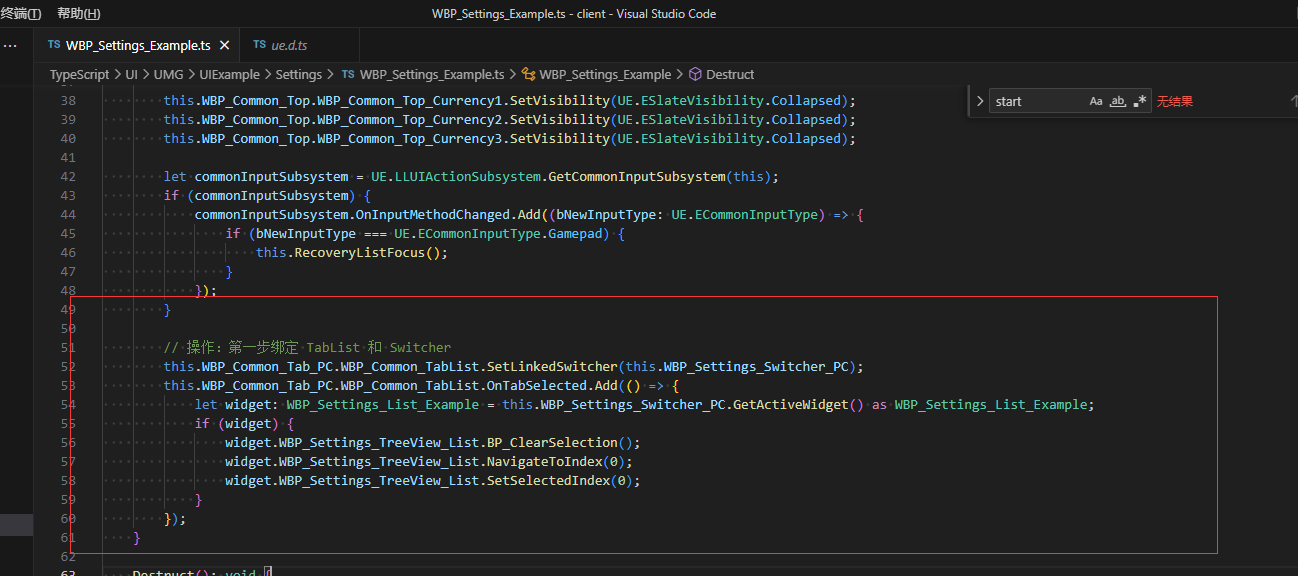 终端(T) 帮助(H) WBP_Settings_Example.ts - client - Visual Studio Code
TS WBP_Settings_Example.ts TS ue.d.ts
TypeScript > UI > UMG > UIExample > Settings > TS WBP_Settings_Example.ts > WBP_Settings_Example > Destruct
start Aa ab 无结果
38 this.WBP_Common_Top.WBP_Common_Top_Currency1.SetVisibility(UE.ESlateVisibility.Collapsed);
39 this.WBP_Common_Top.WBP_Common_Top_Currency2.SetVisibility(UE.ESlateVisibility.Collapsed);
40 this.WBP_Common_Top.WBP_Common_Top_Currency3.SetVisibility(UE.ESlateVisibility.Collapsed);
41
42 let commonInputSubsystem = UE.LLUIActionSubsystem.GetCommonInputSubsystem(this);
43 if (commonInputSubsystem) {
44 commonInputSubsystem.OnInputMethodChanged.Add((bNewInputType: UE.ECommonInputType) => {
45 if (bNewInputType === UE.ECommonInputType.Gamepad) {
46 this.RecoveryListFocus();
47 }
48 });
49 }
50
51 // 操作：第一步绑定 TabList 和 Switcher
52 this.WBP_Common_Tab_PC.WBP_Common_TabList.SetLinkedSwitcher(this.WBP_Settings_Switcher_PC);
53 this.WBP_Common_Tab_PC.WBP_Common_TabList.OnTabSelected.Add(() => {
54 let widget: WBP_Settings_List_Example = this.WBP_Settings_Switcher_PC.GetActiveWidget() as WBP_Settings_List_Example;
55 if (widget) {
56 widget.WBP_Settings_TreeView_List.BP_ClearSelection();
57 widget.WBP_Settings_TreeView_List.NavigateToIndex(0);
58 widget.WBP_Settings_TreeView_List.SetSelectedIndex(0);
59 }
60 });
61 }
62
63 Destruct(): void {